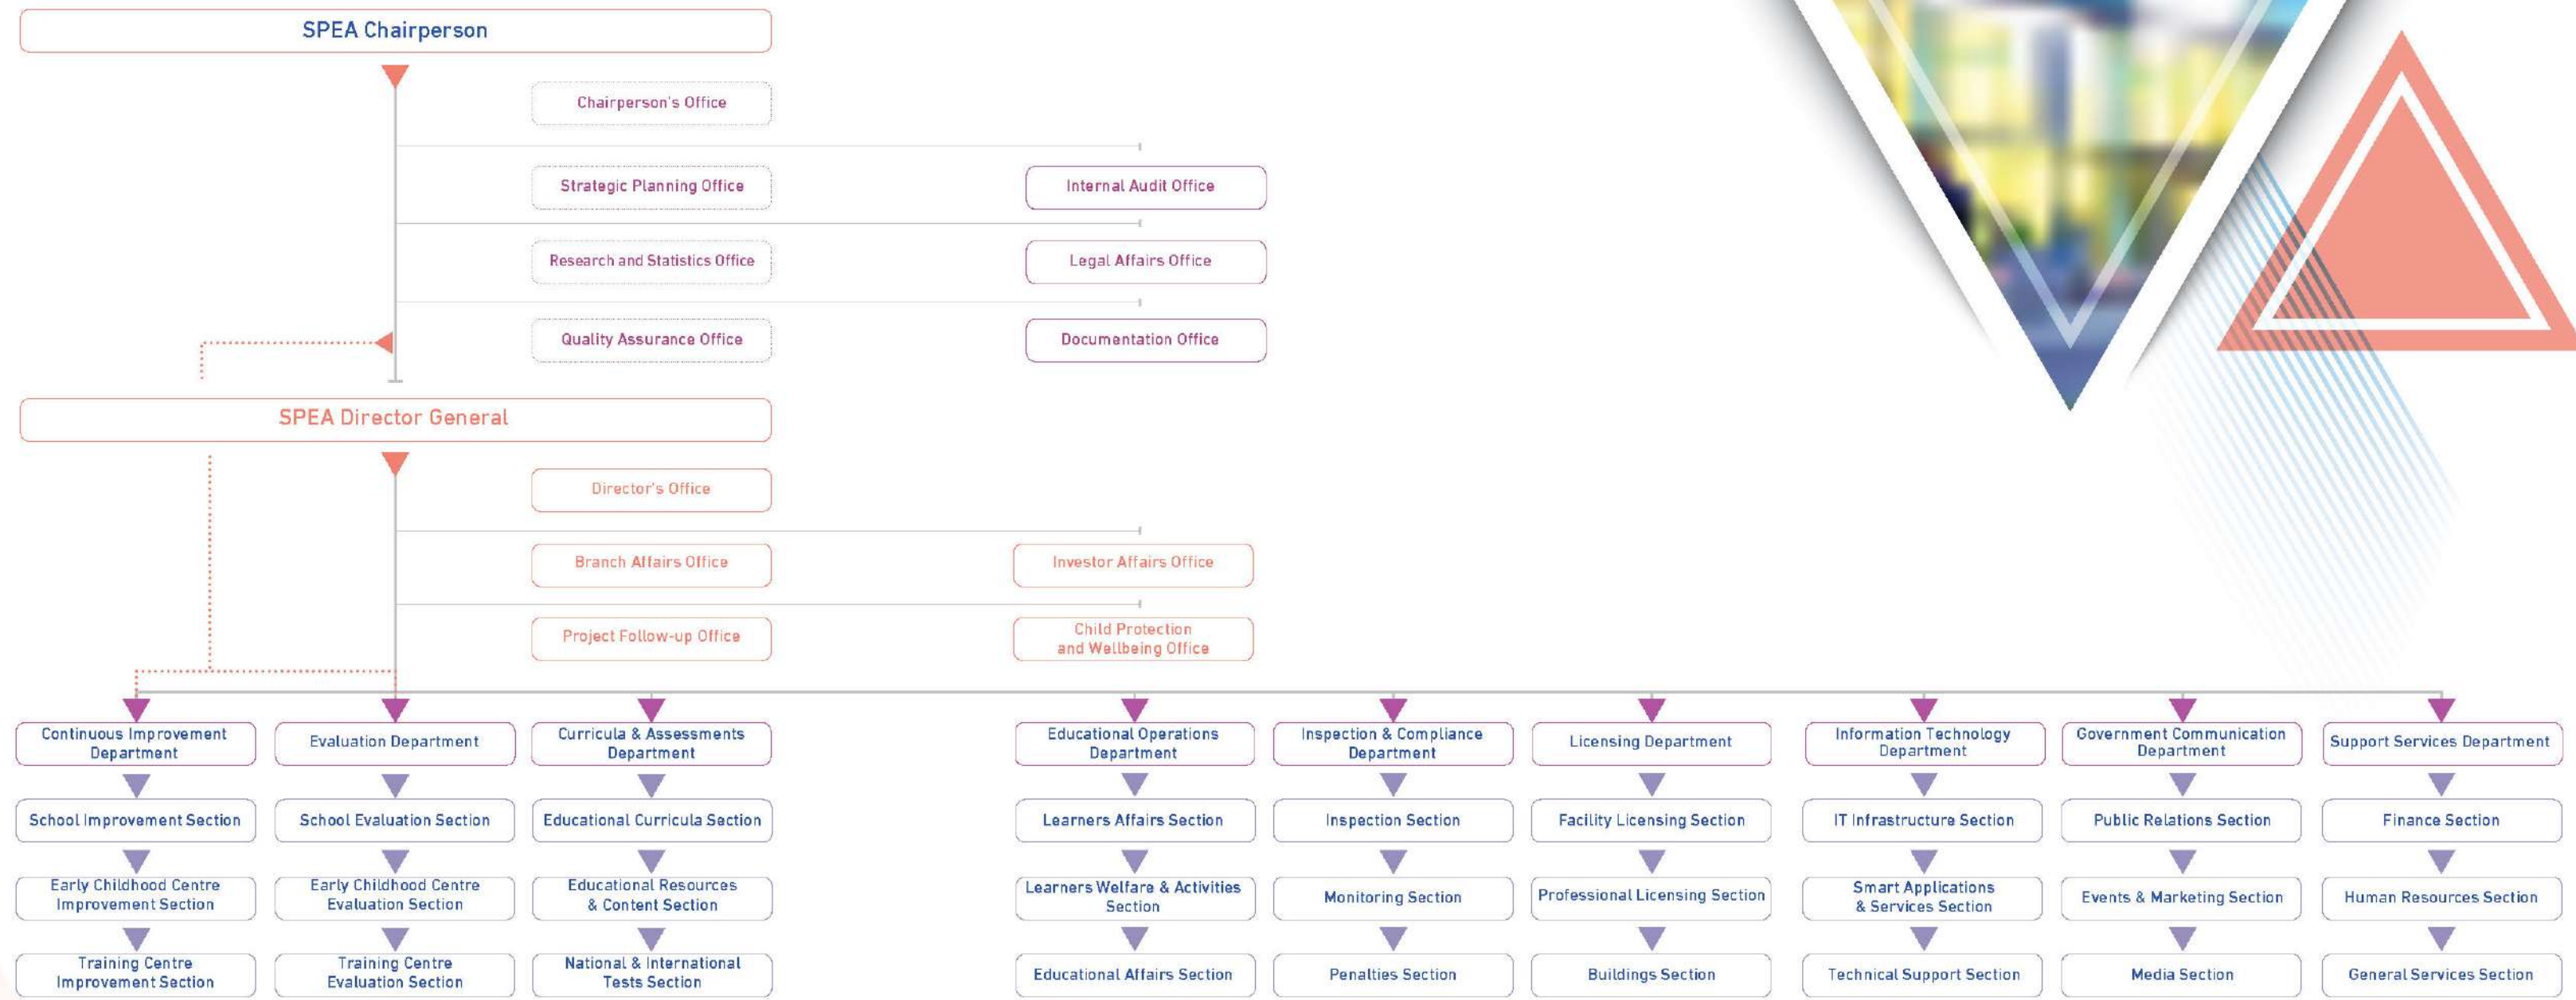 SPEA Chairperson
Chairperson's Office
Strategic Planning Office
Internal Audit Office
Research and Statistics Office
Legal Affairs Office
Quality Assurance Office
Documentation Office
SPEA Director General
Director's Office
Branch Affairs Office
Investor Affairs Office
Project Follow-up Office
Child Protection
and Wellbeing Office
Continuous Improvement
Department
Evaluation Department
Curricula & Assessments
Department
Educational Operations
Department
Inspection & Compliance
Department
Licensing Department
Information Technology
Department
Government Communication
Department
Support Services Department
School Improvement Section
School Evaluation Section
Educational Curricula Section
Learners Affairs Section
Inspection Section
Facility Licensing Section
IT Infrastructure Section
Public Relations Section
Finance Section
Early Childhood Centre
Improvement Section
Early Childhood Centre
Evaluation Section
Educational Resources
& Content Section
Learners Welfare & Activities
Section
Monitoring Section
Professional Licensing Section
Smart Applications
& Services Section
Events & Marketing Section
Human Resources Section
Training Centre
Improvement Section
Training Centre
Evaluation Section
National & International
Tests Section
Educational Affairs Section
Penalties Section
Buildings Section
Technical Support Section
Media Section
General Services Section